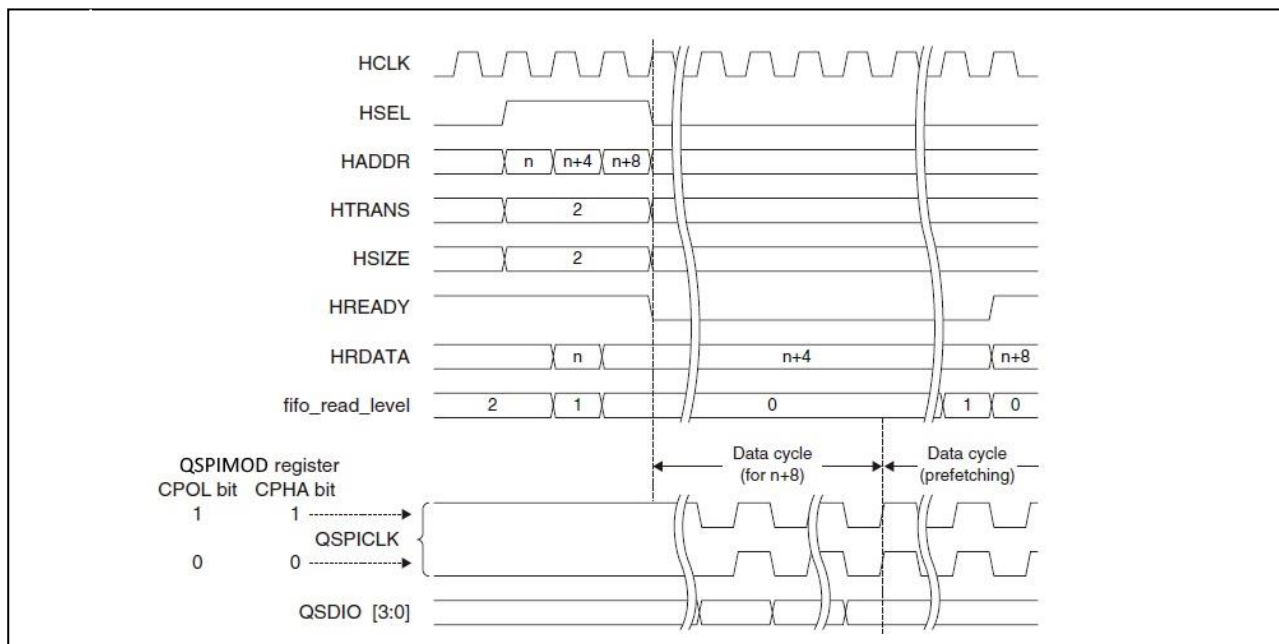 HCLK
HSEL
HADDR n n+4 n+8
HTRANS 2
HSIZE 2
HREADY
HRDATA n n+4 n+8
fifo_read_level 2 1 0 1 0
Data cycle (for n+8) Data cycle (prefetching)
QSPIMOD register
CPOL bit CPHA bit
1 1
QSPICLK
0 0
QSDIO [3:0]